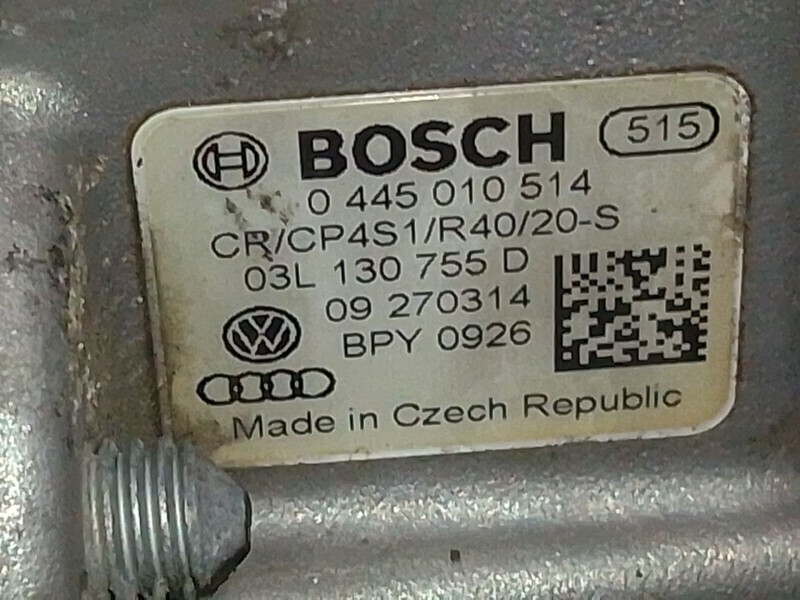 BOSCH 515
0 445 010 514
CR/CP4S1/R40/20-S
03L 130 755 D
09 270314
BPY 0926
Made in Czech Republic